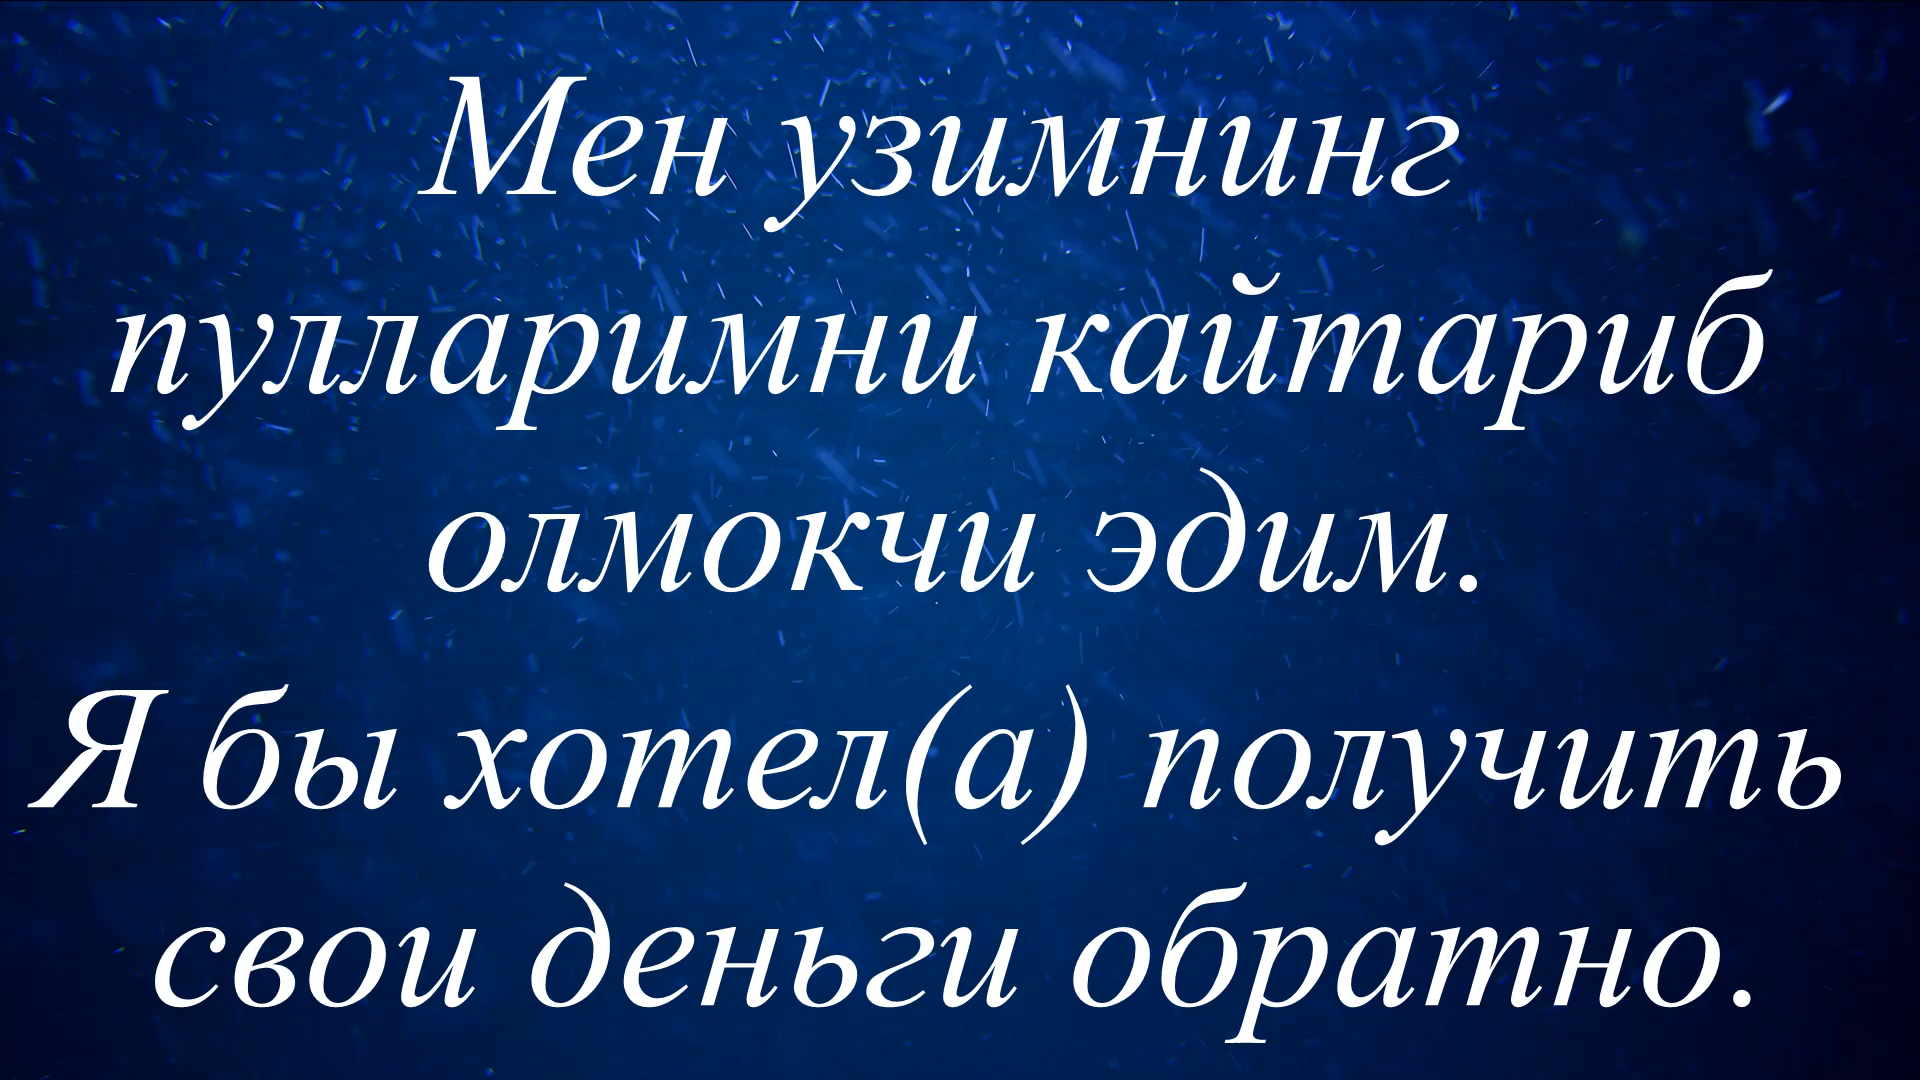 Мен узимнинг
пулларимни кайтариб
олмокчи эдим.
Я бы хотел(а) получить
свои деньги обратно.